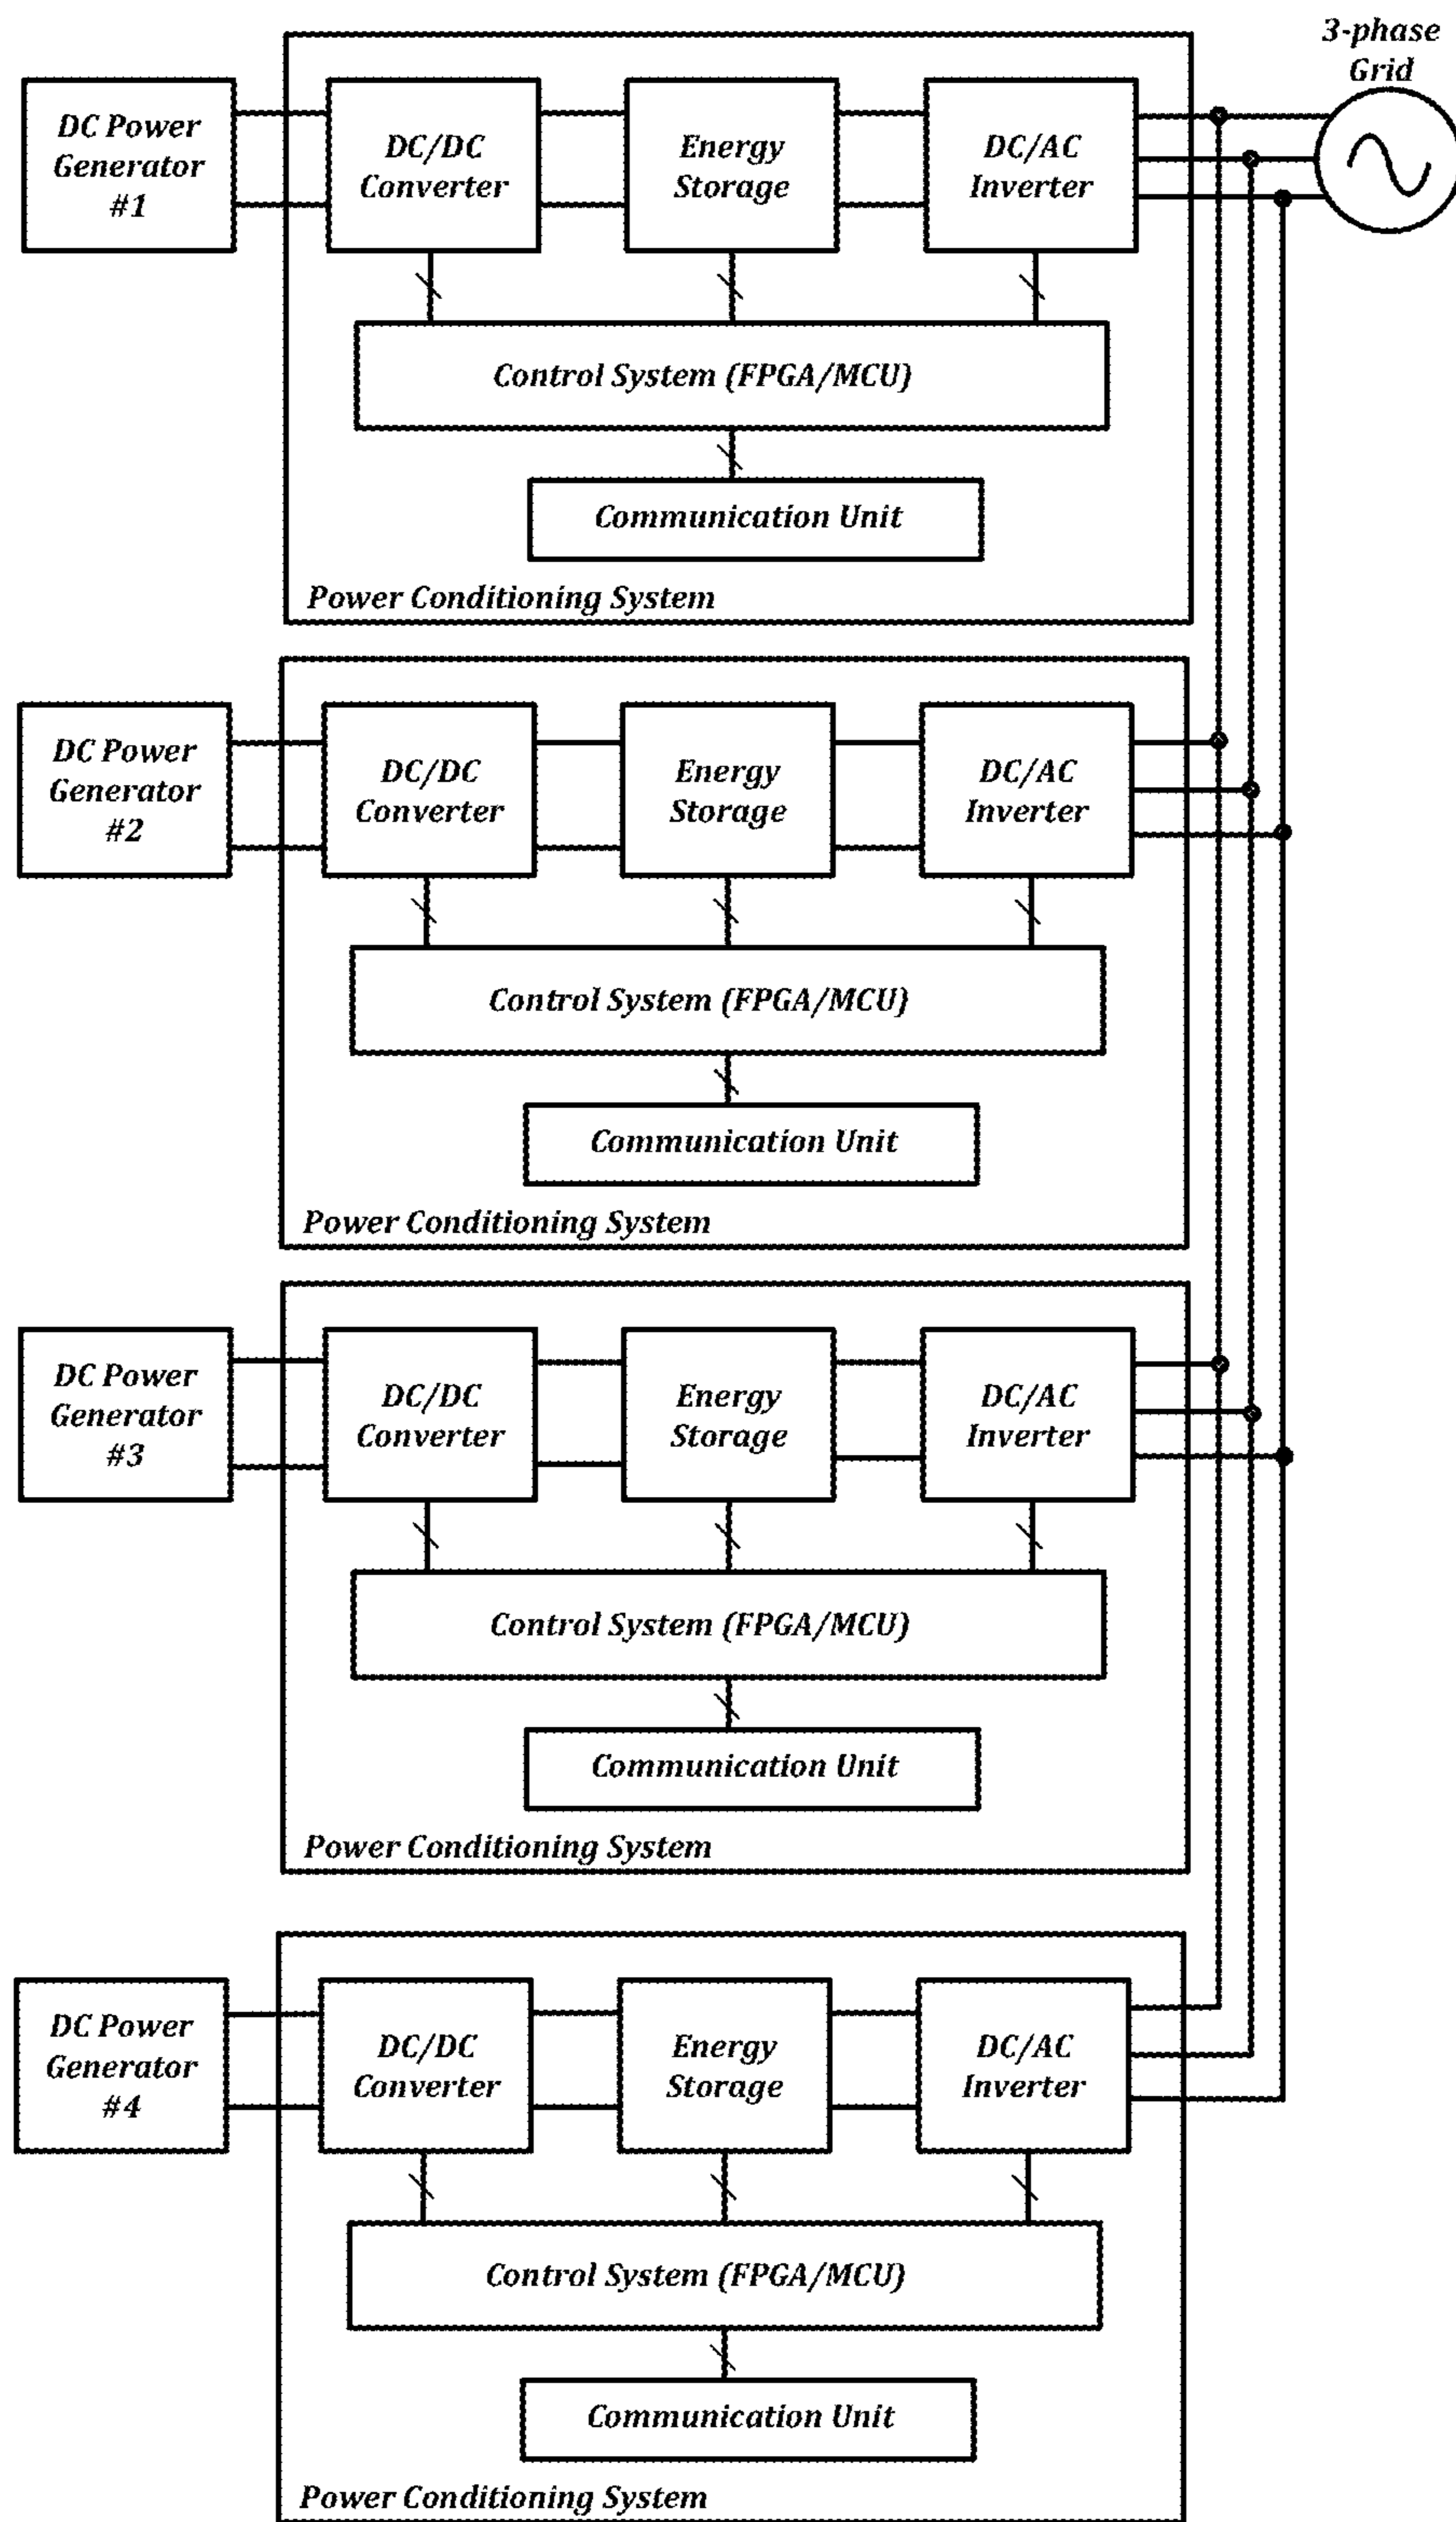 3-phase
Grid
DC Power
Generator
#1
DC/DC
Converter
Energy
Storage
DC/AC
Inverter
Control System (FPGA/MCU)
Communication Unit
Power Conditioning System
DC Power
Generator
#2
DC/DC
Converter
Energy
Storage
DC/AC
Inverter
Control System (FPGA/MCU)
Communication Unit
Power Conditioning System
DC Power
Generator
#3
DC/DC
Converter
Energy
Storage
DC/AC
Inverter
Control System (FPGA/MCU)
Communication Unit
Power Conditioning System
DC Power
Generator
#4
DC/DC
Converter
Energy
Storage
DC/AC
Inverter
Control System (FPGA/MCU)
Communication Unit
Power Conditioning System